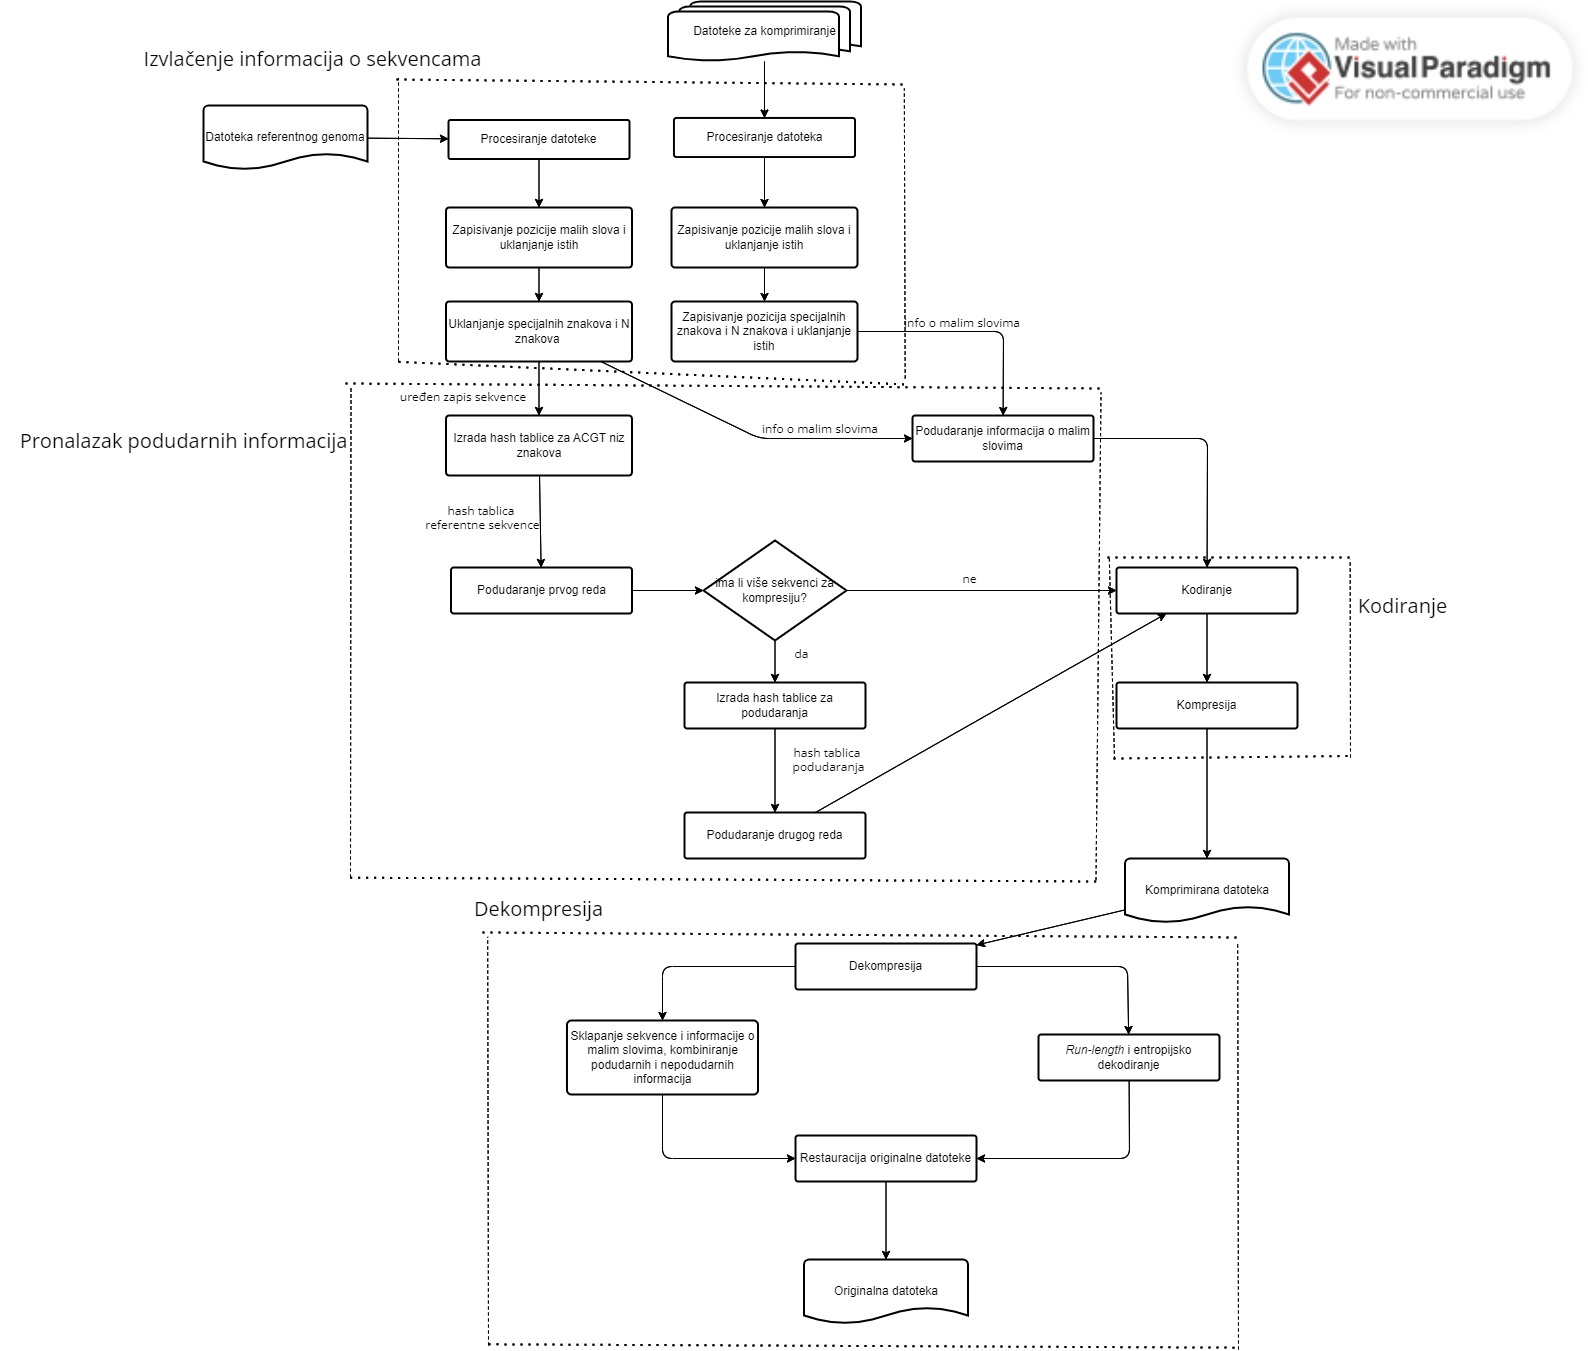 Datoteke za komprimiranje
Made with
Visual Paradigm
For non-commercial use
Izvlačenje informacija o sekvencama
Datoteka referentnog genoma
Procesiranje datoteke
Procesiranje datoteka
Zapisivanje pozicije malih slova i
uklanjanje istih
Zapisivanje pozicije malih slova i
uklanjanje istih
Uklanjanje specijalnih znakova i N
znakova
Zapisivanje pozicija specijalnih
znakova i N znakova i uklanjanje
istih
nfo o malim slovima
uređen zapis sekvence
Pronalazak podudarnih informacija
Izrada hash tablice za ACGT niz
znakova
info o malim slovima
Podudaranje informacija o malim
slovima
hash tablica
referentne sekvence
Podudaranje prvog reda
ima li više sekvenci za
kompresiju?
ne
da
Kodiranje
Kodiranje
Izrada hash tablice za
podudaranja
Kompresija
hash tablica
podudaranja
Podudaranje drugog reda
Komprimirana datoteka
Dekompresija
Dekompresija
Sklapanje sekvence i informacije o
malim slovima, kombiniranje
podudarnih i nepodudarnih
informacija
Run-length i entropijsko
dekodiranje
Restauracija originalne datoteke
Originalna datoteka